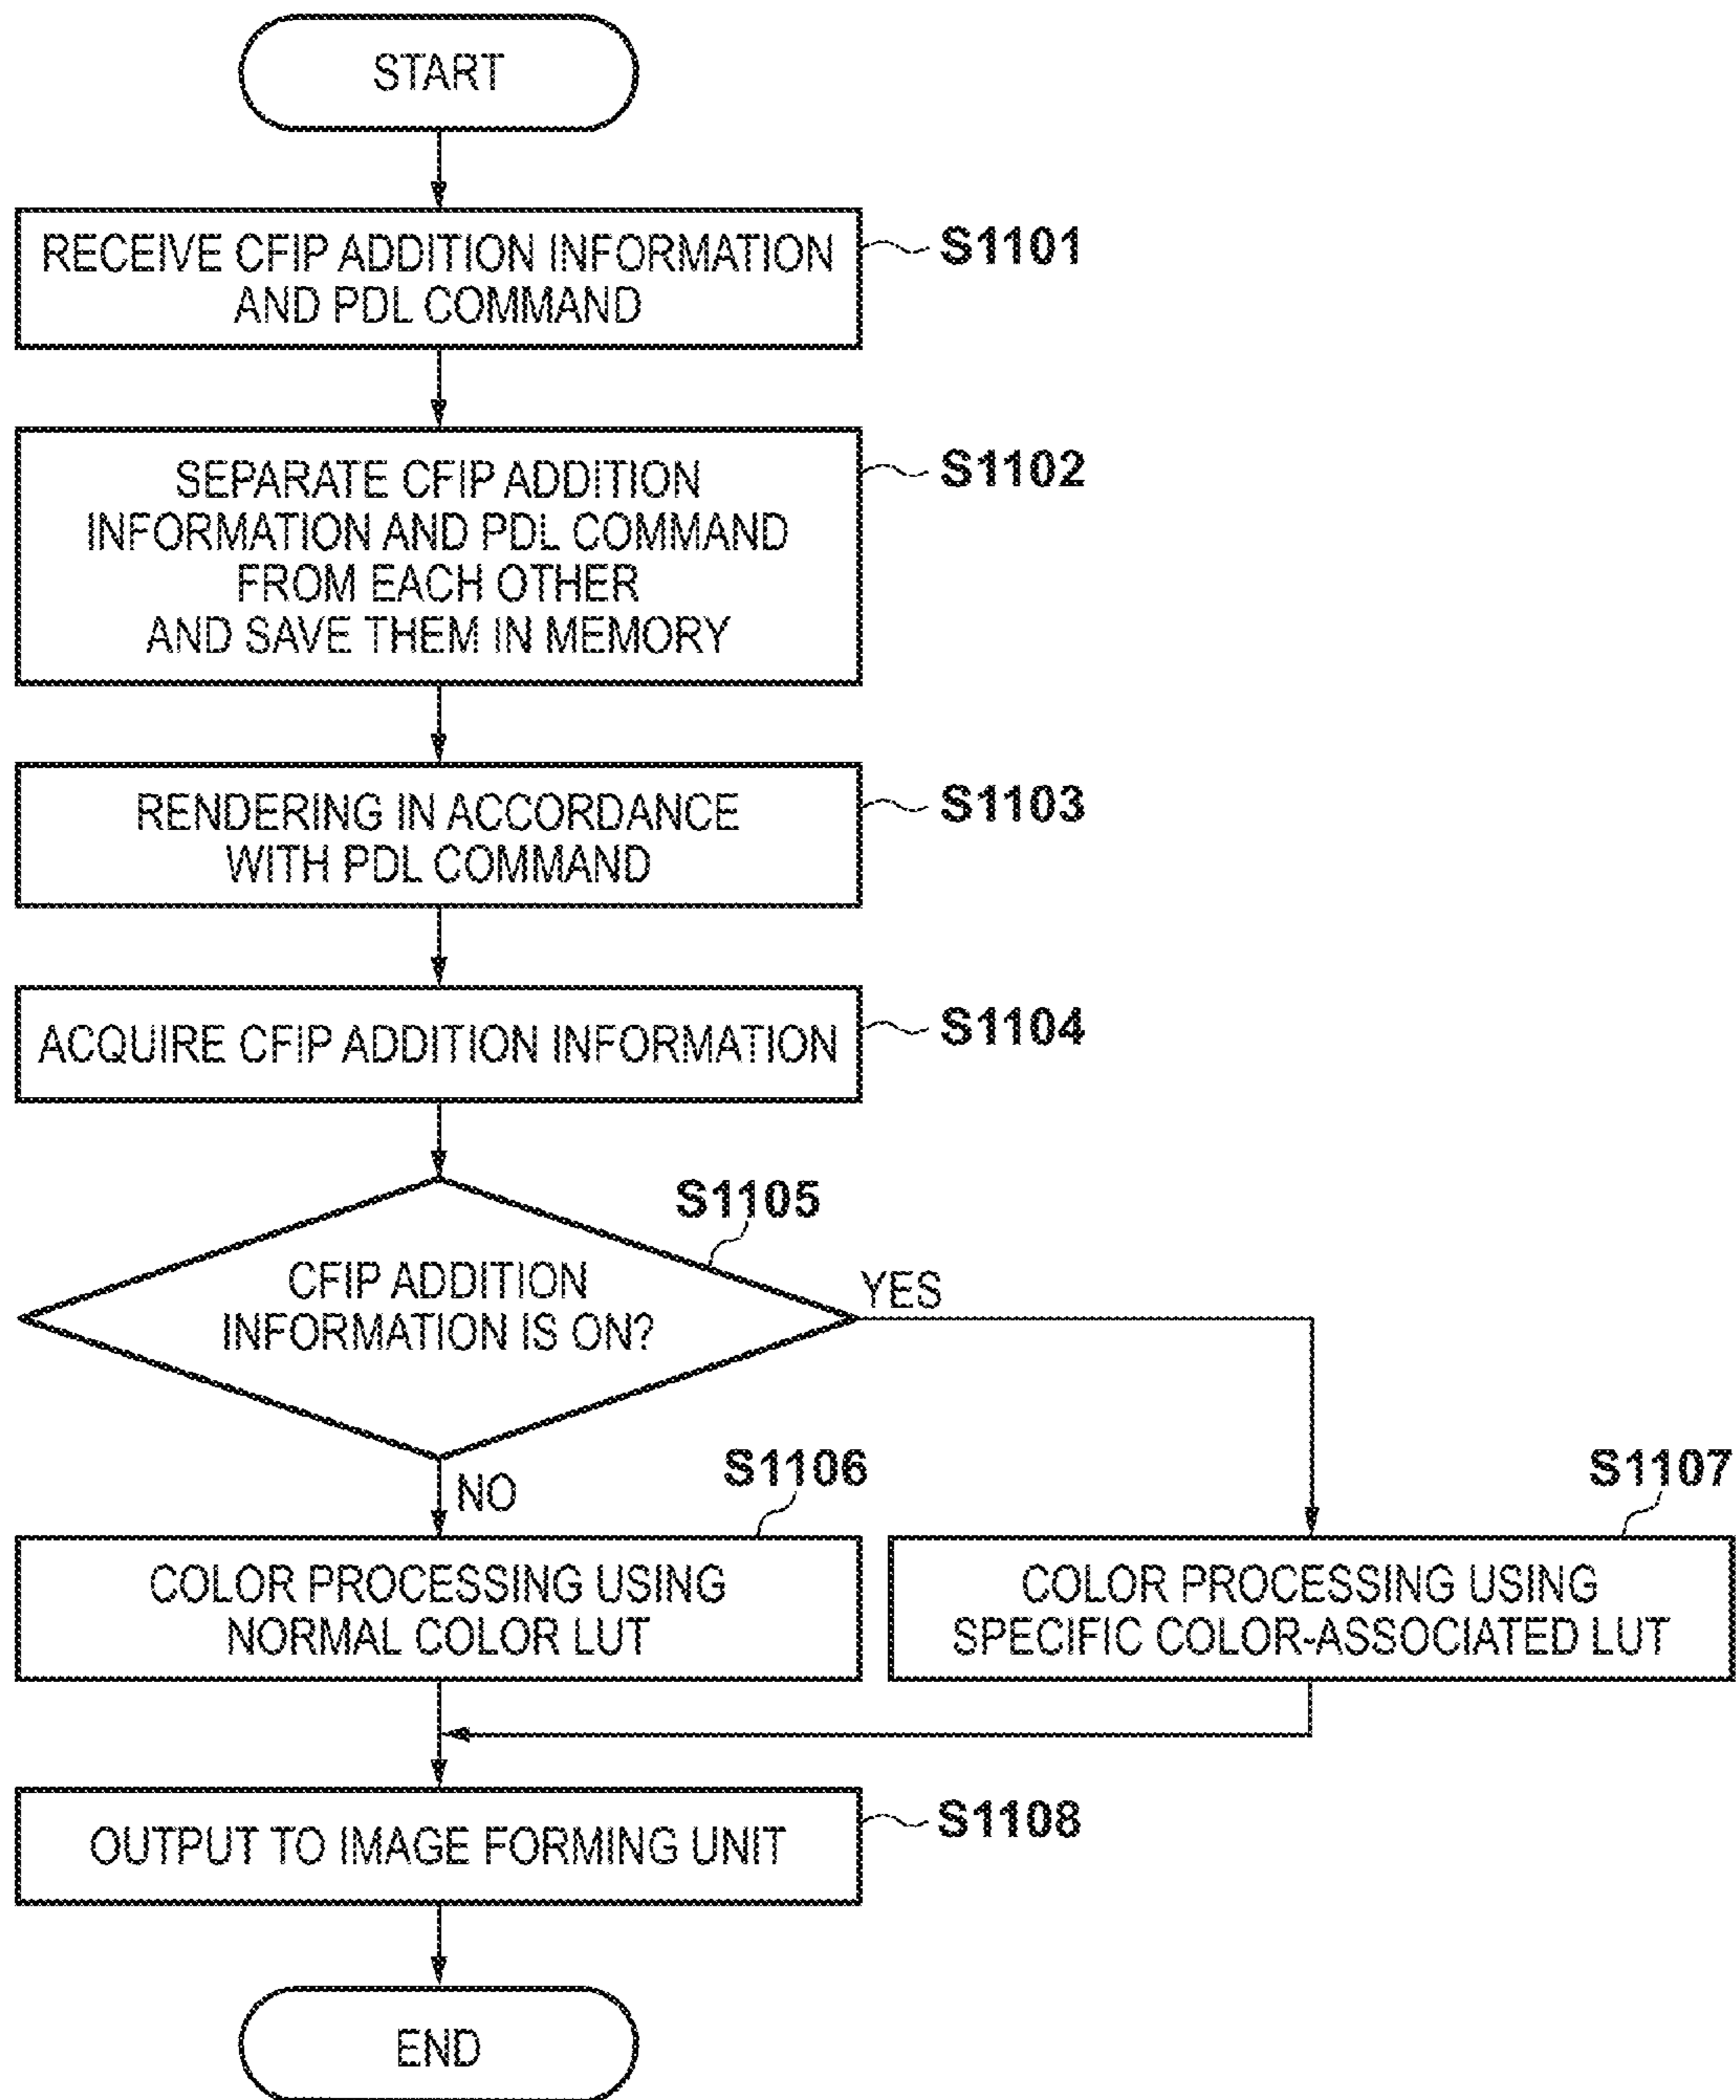 START
RECEIVE CFIP ADDITION INFORMATION
AND PDL COMMAND
S1101
SEPARATE CFIP ADDITION
INFORMATION AND PDL COMMAND
FROM EACH OTHER
AND SAVE THEM IN MEMORY
S1102
RENDERING IN ACCORDANCE
WITH PDL COMMAND
S1103
ACQUIRE CFIP ADDITION INFORMATION
S1104
S1105
CFIP ADDITION
INFORMATION IS ON?
YES
NO
S1106
COLOR PROCESSING USING
NORMAL COLOR LUT
S1107
COLOR PROCESSING USING
SPECIFIC COLOR-ASSOCIATED LUT
OUTPUT TO IMAGE FORMING UNIT
S1108
END